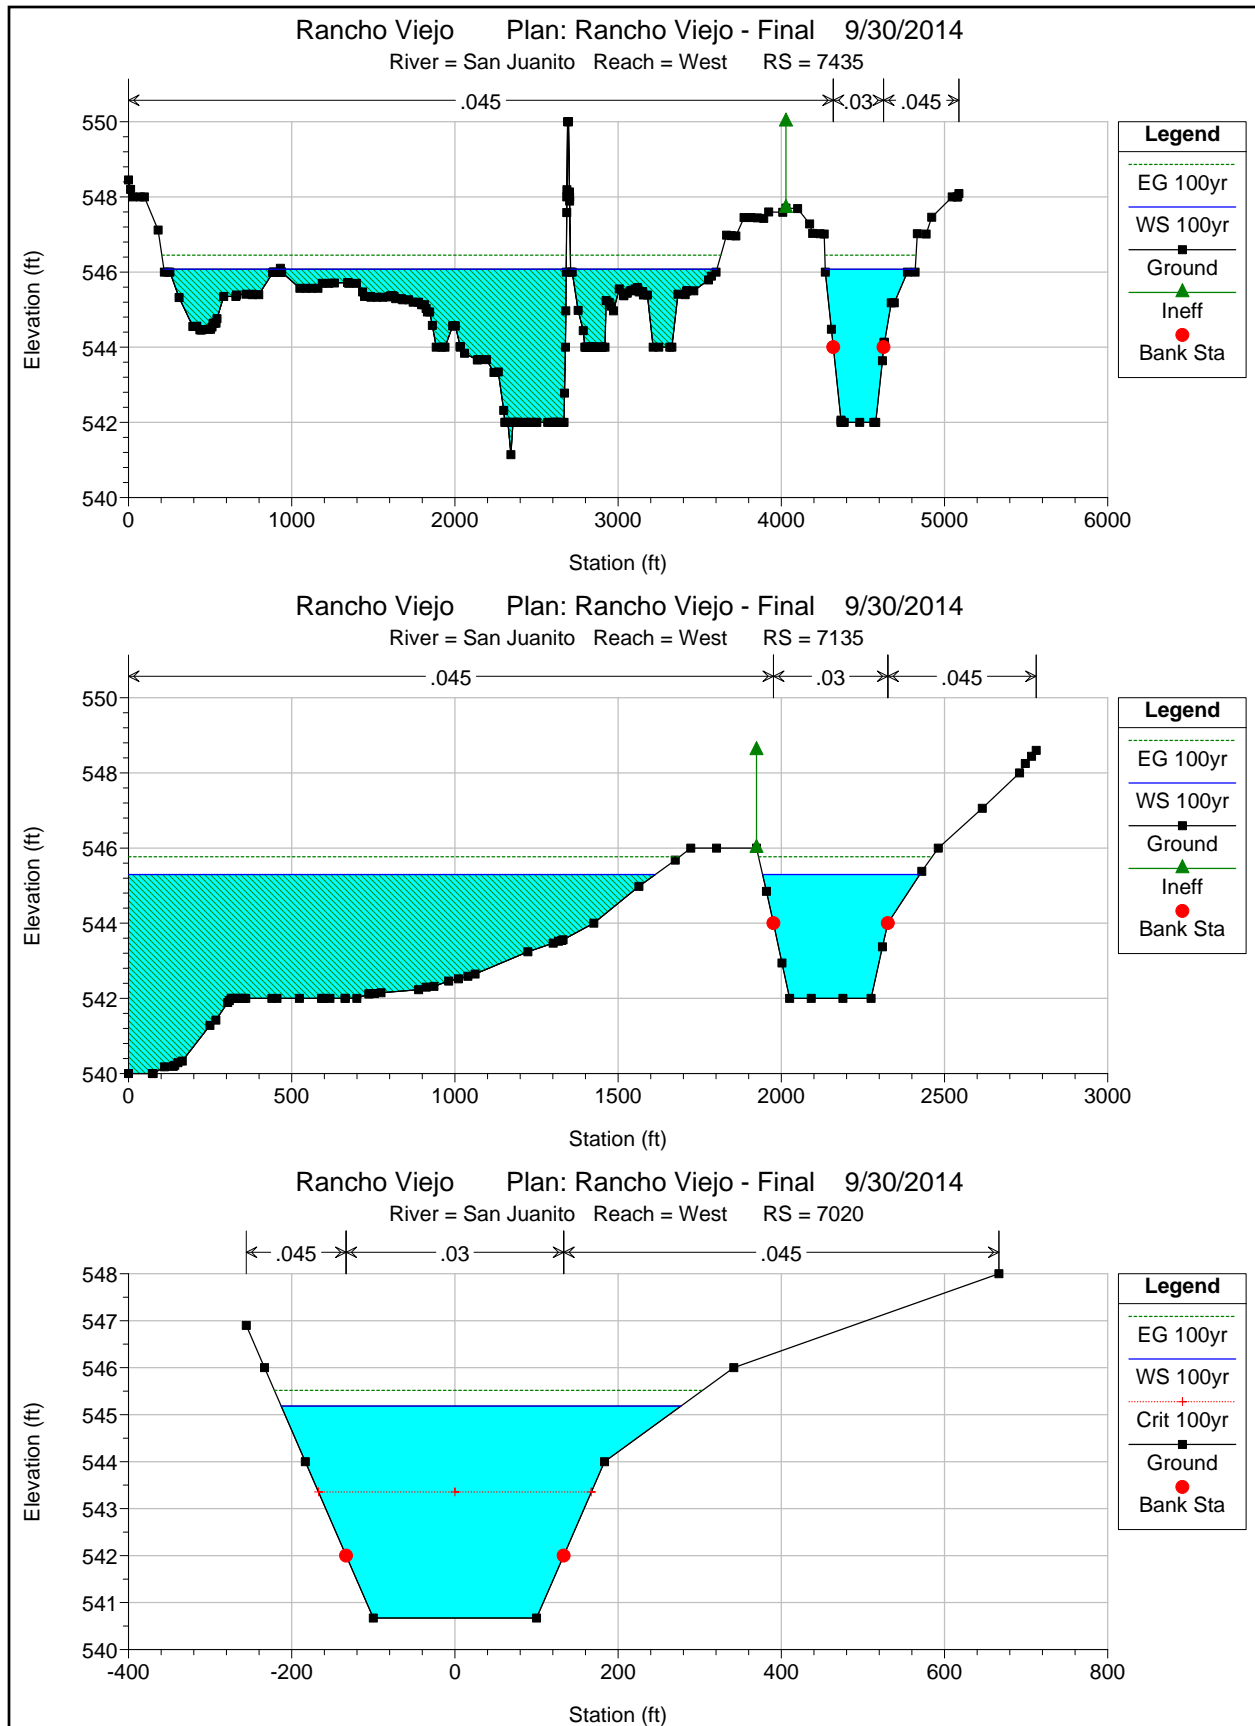 Rancho Viejo Plan: Rancho Viejo - Final 9/30/2014
River = San Juanito Reach = West RS = 7435
.045 .03 .045
550
548
546
544
542
540
Elevation (ft)
0 1000 2000 3000 4000 5000 6000
Station (ft)
Legend
EG 100yr
WS 100yr
Ground
Ineff
Bank Sta
Rancho Viejo Plan: Rancho Viejo - Final 9/30/2014
River = San Juanito Reach = West RS = 7135
.045 .03 .045
550
548
546
544
542
540
Elevation (ft)
0 500 1000 1500 2000 2500 3000
Station (ft)
Legend
EG 100yr
WS 100yr
Ground
Ineff
Bank Sta
Rancho Viejo Plan: Rancho Viejo - Final 9/30/2014
River = San Juanito Reach = West RS = 7020
.045 .03 .045
548
547
546
545
544
543
542
541
540
Elevation (ft)
-400 -200 0 200 400 600 800
Station (ft)
Legend
EG 100yr
WS 100yr
Crit 100yr
Ground
Bank Sta